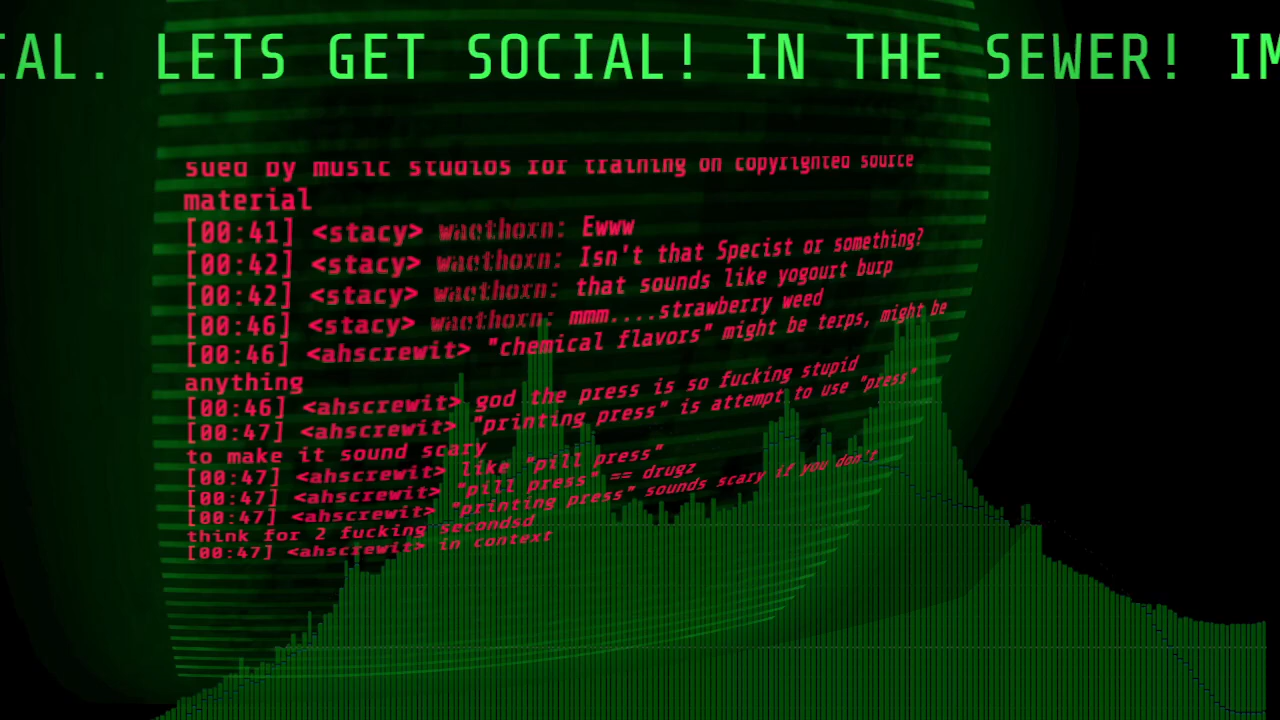 IAL. LETS GET SOCIAL! IN THE SEWER! IM
sued by music studios for training on copyrighted source
material
[00:41] <stacy> waethorn: Ewww
[00:42] <stacy> waethorn: Isn't that Specist or something?
[00:42] <stacy> waethorn: that sounds like yogourt burp
[00:46] <stacy> waethorn: mmm....strawberry weed
[00:46] <ahscrewit> "chemical flavors" might be terps, might be
anything
[00:46] <ahscrewit> god the press is so fucking stupid
[00:47] <ahscrewit> "printing press" is attempt to use "press"
to make it sound scary
[00:47] <ahscrewit> like "pill press"
[00:47] <ahscrewit> "pill press" == drugz
[00:47] <ahscrewit> "printing press" sounds scary if you don't
think for 2 fucking secondsd
[00:47] <ahscrewit> in context